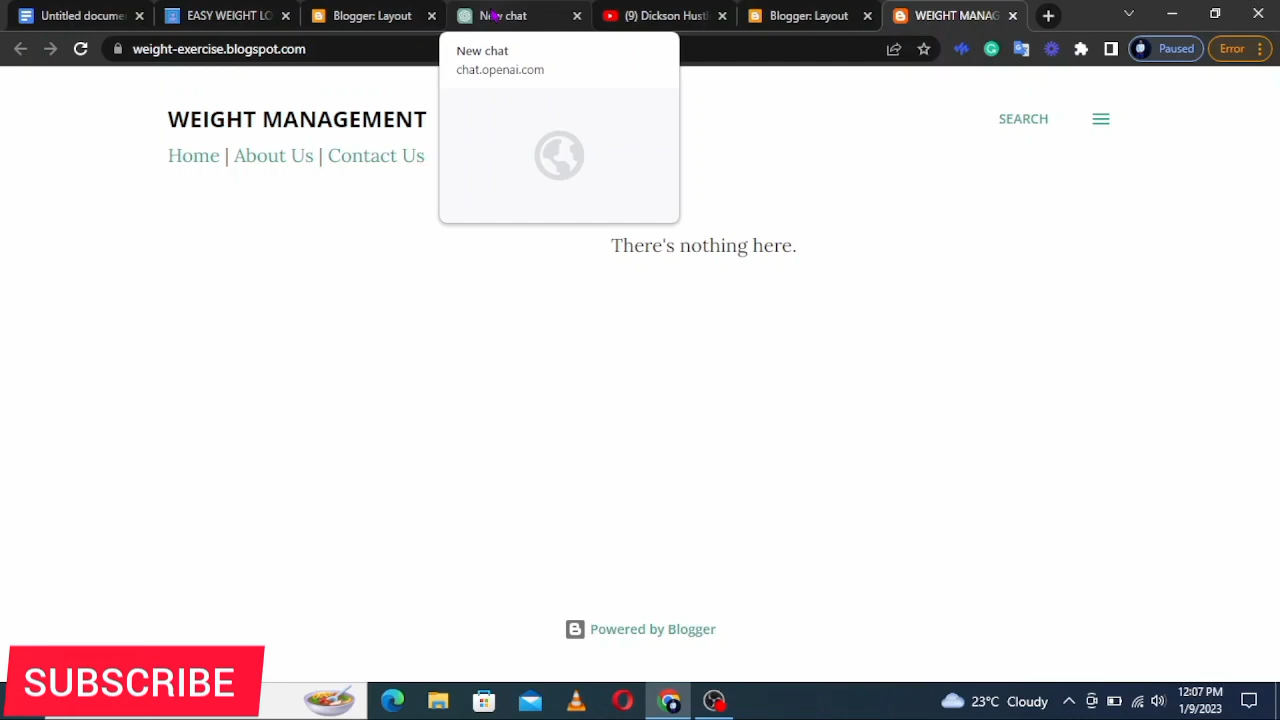 Untitled docume
EASY WEIGHT LO
Blogger: Layout
New chat
(9) Dickson Hust
Blogger: Layout
WEIGHT MANAG
weight-exercise.blogspot.com
Paused
Error
New chat
chat.openai.com
WEIGHT MANAGEMENT
SEARCH
Home | About Us | Contact Us
There's nothing here.
Powered by Blogger
SUBSCRIBE
23°C Cloudy
12:07 PM
1/9/2023